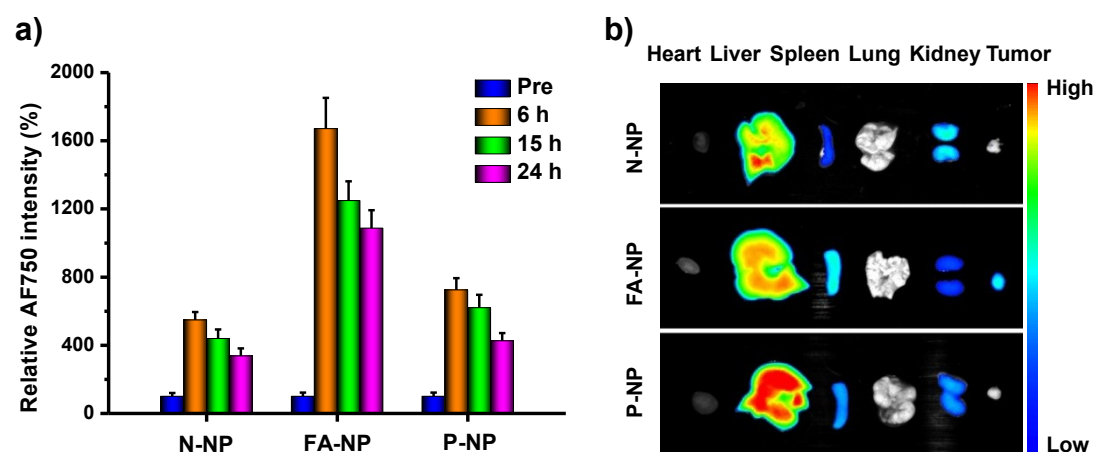 a)
Relative AF750 intensity (%)
2000
1600
1200
800
400
0
Pre
6 h
15 h
24 h
N-NP
FA-NP
P-NP
b)
Heart Liver Spleen Lung Kidney Tumor
N-NP
FA-NP
P-NP
High
Low